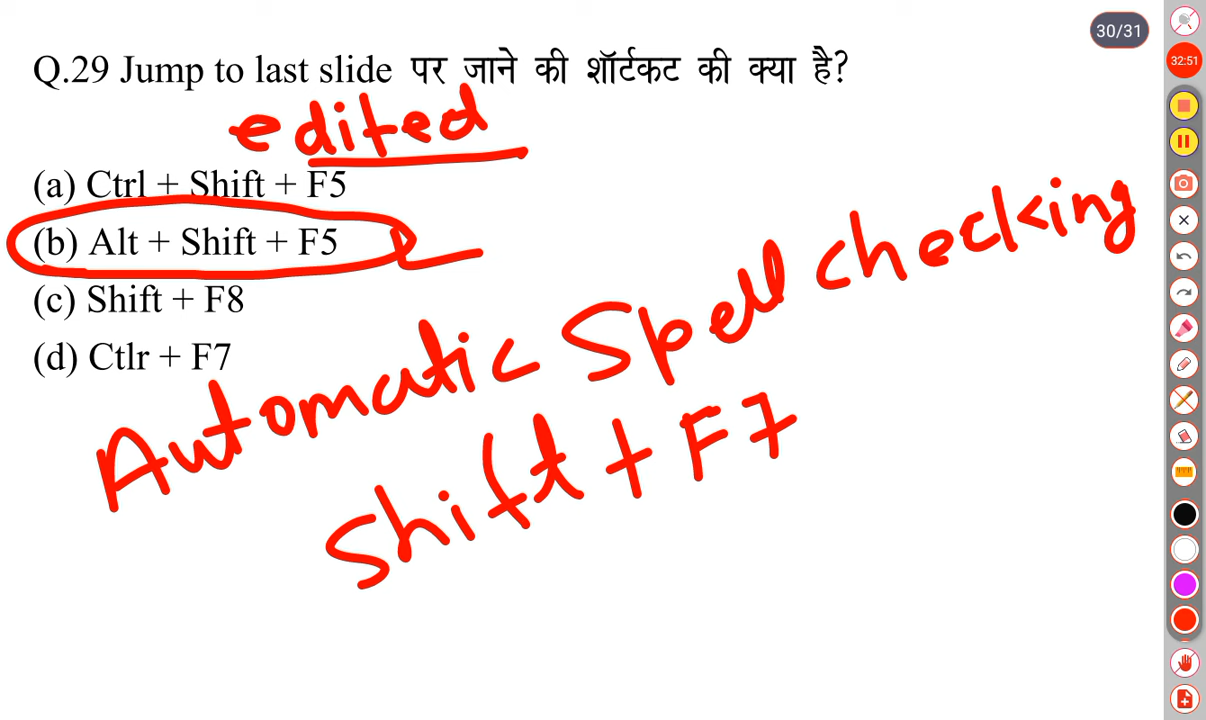 30/31
Q.29 Jump to last slide पर जाने की शॉर्टकट की क्या है?
32:51
edited
(a) Ctrl + Shift + F5
(b) Alt + Shift + F5
(c) Shift + F8
(d) Ctlr + F7
Automatic Spell checking
Shift + F7